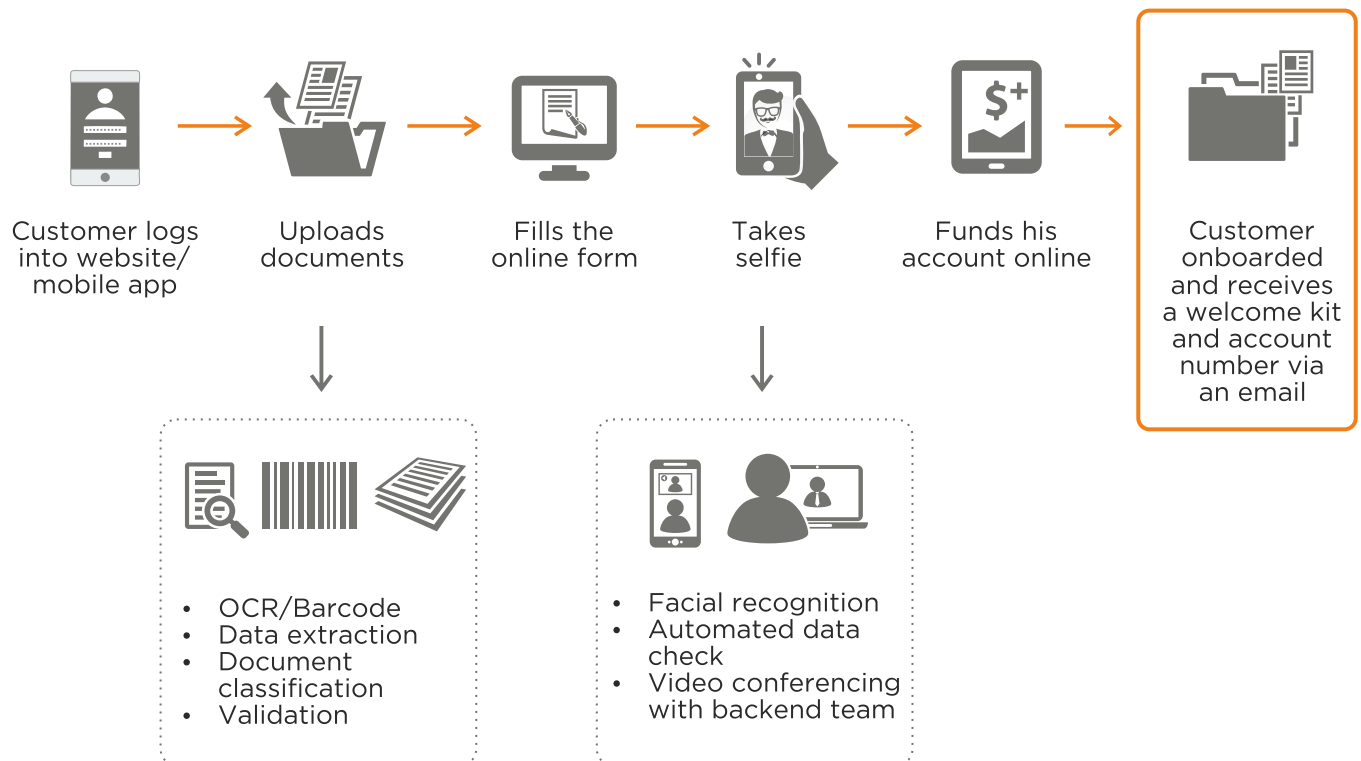 Customer logs
into website/
mobile app
Uploads
documents
Fills the
online form
Takes
selfie
Funds his
account online
Customer
onboarded
and receives
a welcome kit
and account
number via
an email
• OCR/Barcode
• Data extraction
• Document
classification
• Validation
• Facial recognition
• Automated data
check
• Video conferencing
with backend team
$+